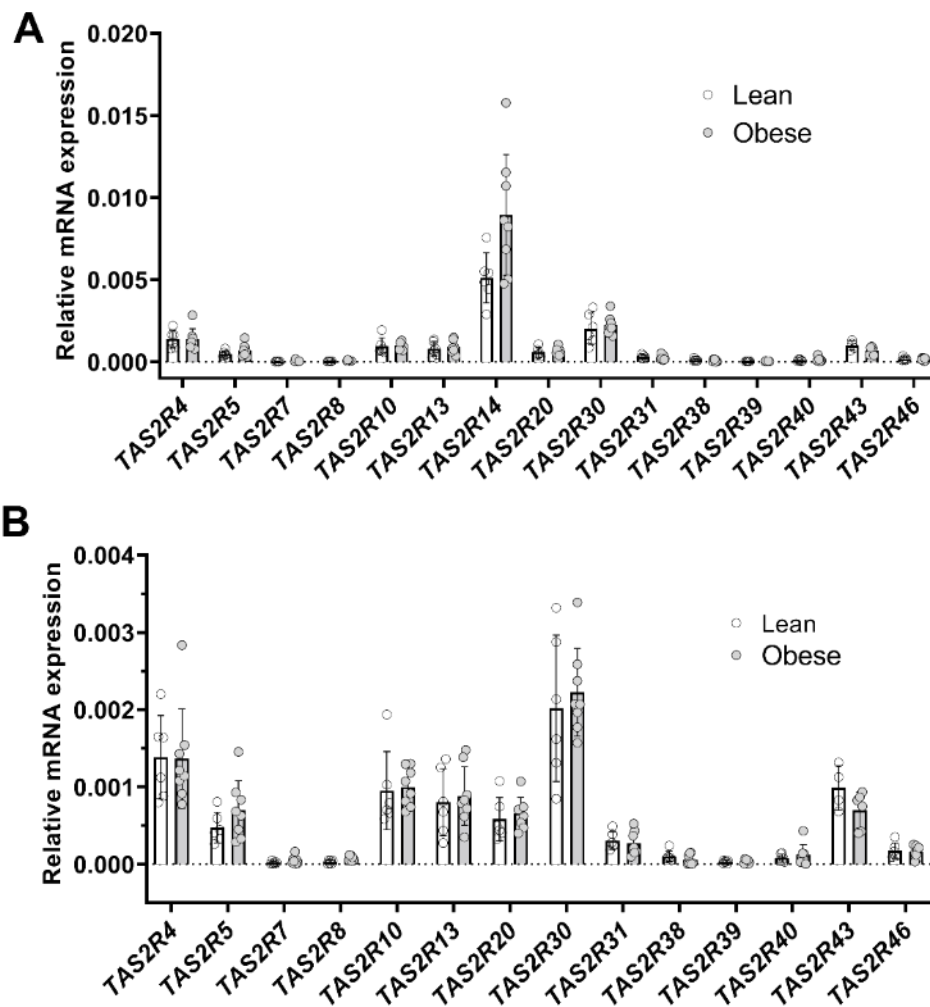 A
Relative mRNA expression
0.020
0.015
0.010
0.005
0.000
Lean
Obese
TAS2R4
TAS2R5
TAS2R7
TAS2R8
TAS2R10
TAS2R13
TAS2R14
TAS2R20
TAS2R30
TAS2R31
TAS2R38
TAS2R39
TAS2R40
TAS2R43
TAS2R46
B
Relative mRNA expression
0.004
0.003
0.002
0.001
0.000
Lean
Obese
TAS2R4
TAS2R5
TAS2R7
TAS2R8
TAS2R10
TAS2R13
TAS2R20
TAS2R30
TAS2R31
TAS2R38
TAS2R39
TAS2R40
TAS2R43
TAS2R46